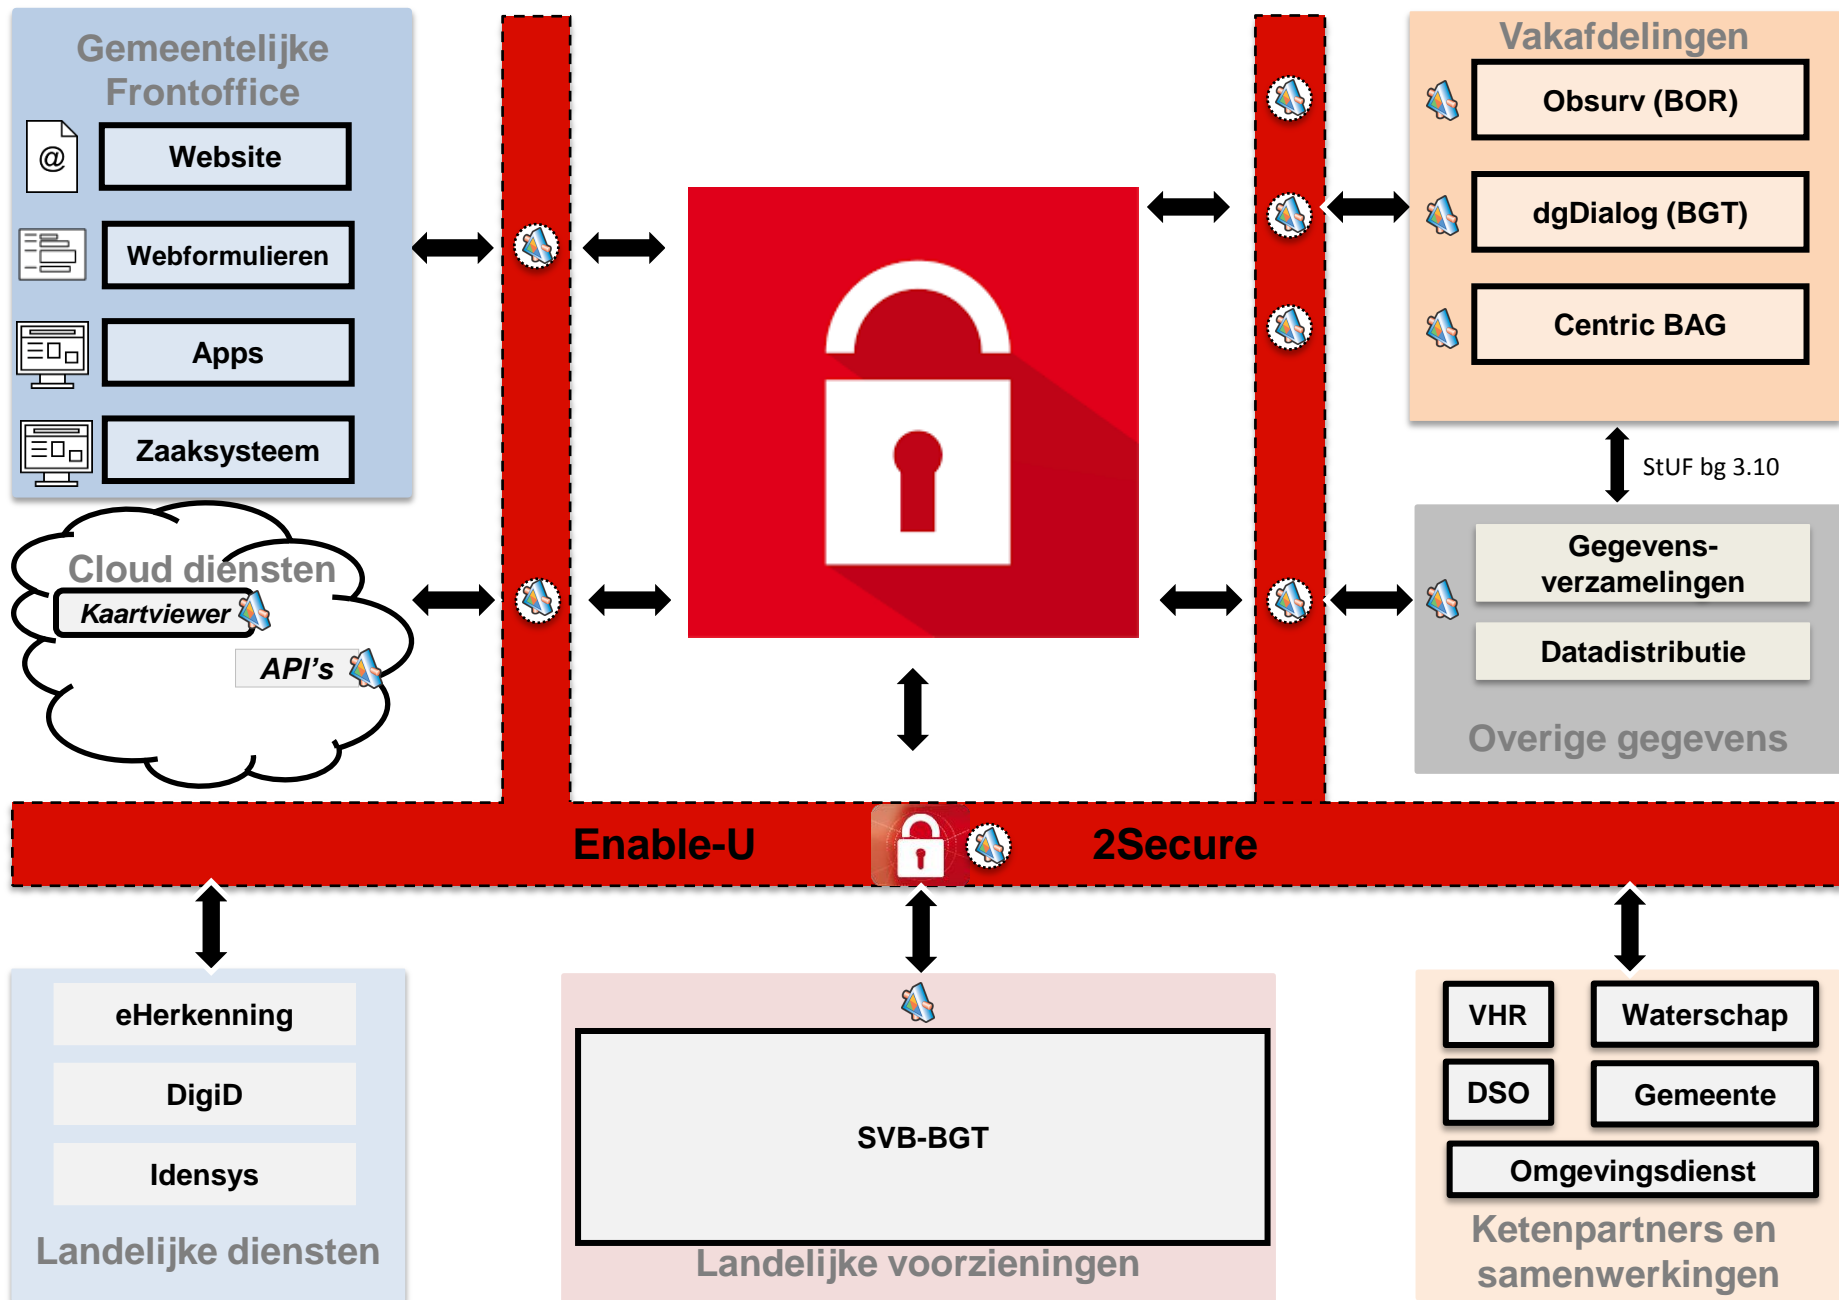 Gemeentelijke
Frontoffice
@
Website
Webformulieren
Apps
Zaaksysteem
Cloud diensten
Kaartviewer
API's
Vakafdelingen
Obsurv (BOR)
dgDialog (BGT)
Centric BAG
StUF bg 3.10
Gegevens-
verzamelingen
Datadistributie
Overige gegevens
Enable-U
2Secure
eHerkenning
DigiD
Idensys
Landelijke diensten
SVB-BGT
Landelijke voorzieningen
VHR
Waterschap
DSO
Gemeente
Omgevingsdienst
Ketenpartners en
samenwerkingen